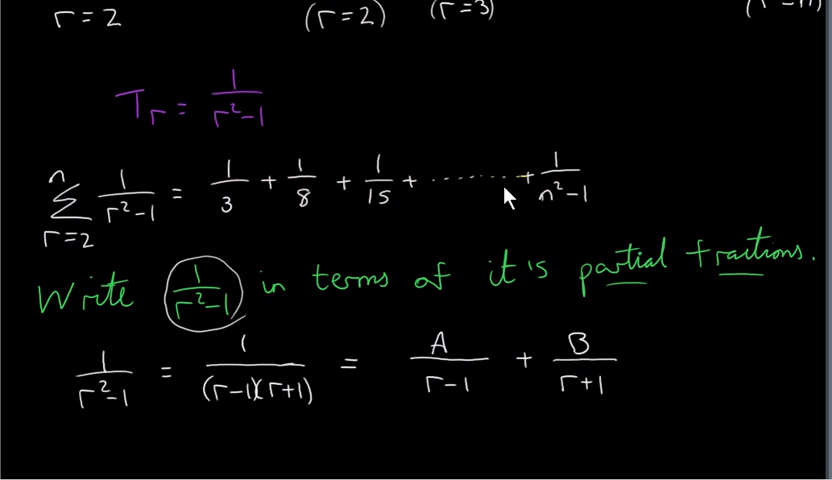 r = 2 (r = 2) (r = 3)
T_r = 1/(r²-1)
n
∑ 1/(r²-1) = 1/3 + 1/8 + 1/15 + ........ + 1/(n²-1)
r=2
Write 1/(r²-1) in terms of it's partial fractions.
1/(r²-1) = 1/((r-1)(r+1)) = A/(r-1) + B/(r+1)